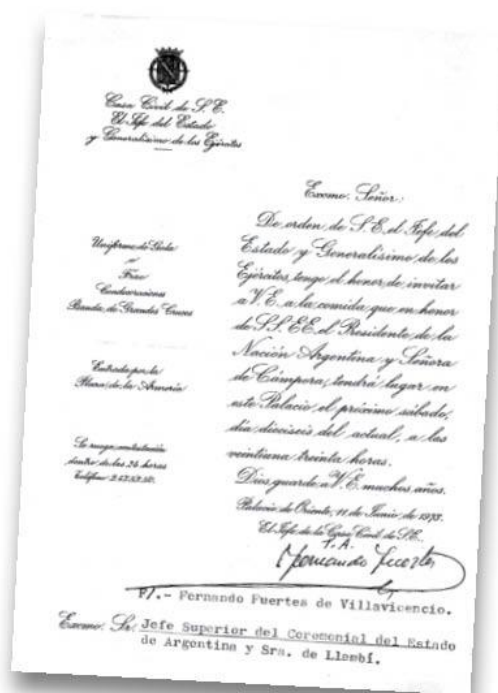 Casa Civil de S. E.
El Jefe del Estado
y Generalísimo de los Ejércitos
Excmo. Señor:
De orden de S. E. el Jefe del
Estado y Generalísimo de los
Ejércitos, tengo el honor de invitar
a V. E. a la comida que en honor
de SS. EE. el Presidente de la
Nación Argentina y Señora
de Cámpora, tendrá lugar en
este Palacio el próximo sábado,
día dieciseis del actual, a las
veintiuna treinta horas.
Dios guarde a V. E. muchos años.
Palacio de Oriente, 11 de Junio de 1973.
El Jefe de la Casa Civil de S.E.
P. A.
Fernando Fuertes
Uniforme de Gala
o
Frac
Condecoraciones
Banda de Grandes Cruces
Entrada por la
Plaza de la Armería
Se ruega contestación
dentro de las 24 horas
Teléfono
F/.- Fernando Fuertes de Villavicencio.
Excmo. Sr. Jefe Superior del Ceremonial del Estado
de Argentina y Sra. de Llambí.